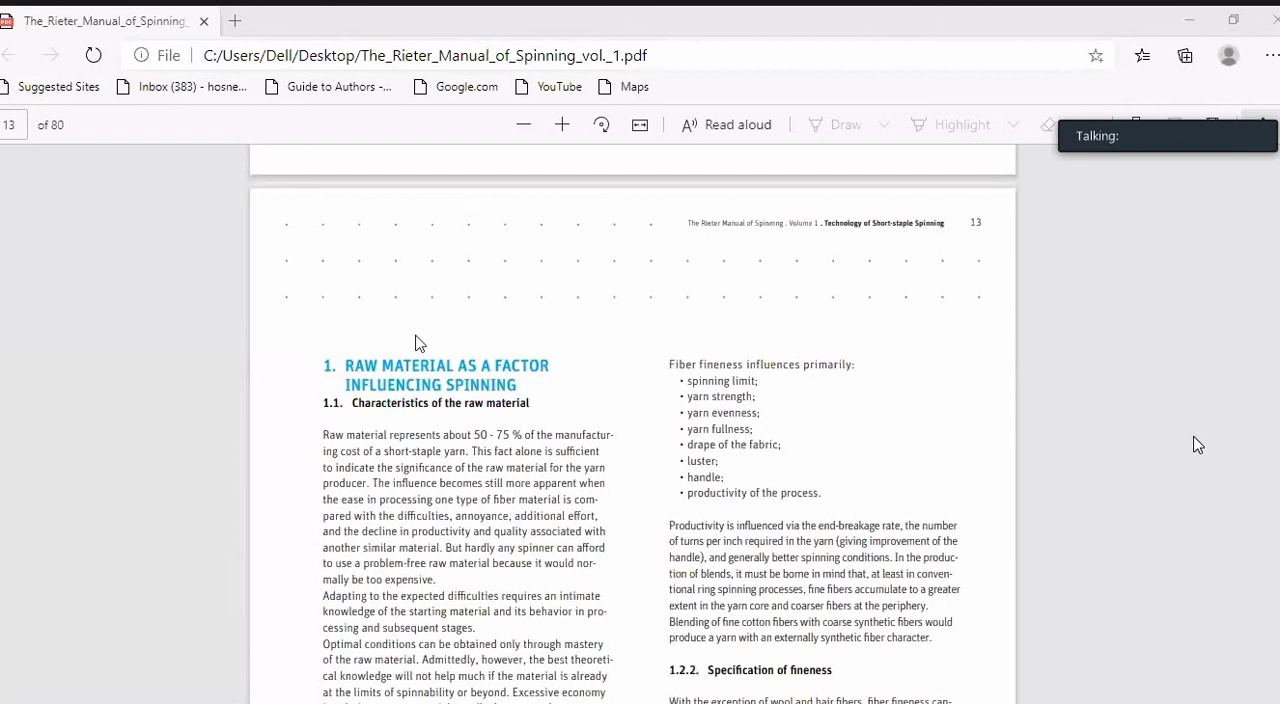 The_Rieter_Manual_of_Spinning_
File
C:/Users/Dell/Desktop/The_Rieter_Manual_of_Spinning_vol._1.pdf
Suggested Sites
Inbox (383) - hosne...
Guide to Authors -...
Google.com
YouTube
Maps
13
of 80
Read aloud
Draw
Highlight
Talking:
The Rieter Manual of Spinning . Volume 1 . Technology of Short-staple Spinning
13
1. RAW MATERIAL AS A FACTOR
INFLUENCING SPINNING
1.1. Characteristics of the raw material
Raw material represents about 50 - 75 % of the manufactur-
ing cost of a short-staple yarn. This fact alone is sufficient
to indicate the significance of the raw material for the yarn
producer. The influence becomes still more apparent when
the ease in processing one type of fiber material is com-
pared with the difficulties, annoyance, additional effort,
and the decline in productivity and quality associated with
another similar material. But hardly any spinner can afford
to use a problem-free raw material because it would nor-
mally be too expensive.
Adapting to the expected difficulties requires an intimate
knowledge of the starting material and its behavior in pro-
cessing and subsequent stages.
Optimal conditions can be obtained only through mastery
of the raw material. Admittedly, however, the best theoreti-
cal knowledge will not help much if the material is already
at the limits of spinnability or beyond. Excessive economy
Fiber fineness influences primarily:
• spinning limit;
• yarn strength;
• yarn evenness;
• yarn fullness;
• drape of the fabric;
• luster;
• handle;
• productivity of the process.
Productivity is influenced via the end-breakage rate, the number
of turns per inch required in the yarn (giving improvement of the
handle), and generally better spinning conditions. In the produc-
tion of blends, it must be borne in mind that, at least in conven-
tional ring spinning processes, fine fibers accumulate to a greater
extent in the yarn core and coarser fibers at the periphery.
Blending of fine cotton fibers with coarse synthetic fibers would
produce a yarn with an externally synthetic fiber character.
1.2.2. Specification of fineness
With the exception of wool and hair fibers, fiber fineness can-